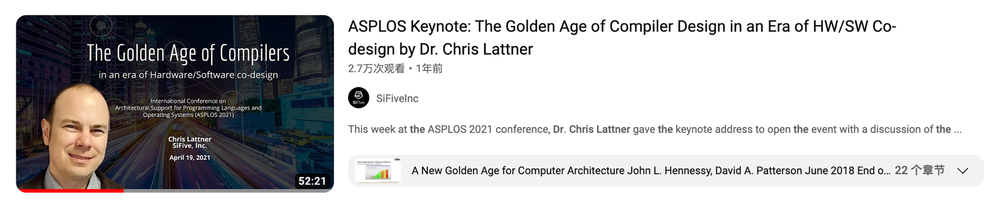 The Golden Age of Compilers
in an era of Hardware/Software co-design
International Conference on
Architectural Support for Programming Languages and
Operating Systems (ASPLOS 2021)
Chris Lattner
SiFive, Inc.
April 19, 2021
52:21
ASPLOS Keynote: The Golden Age of Compiler Design in an Era of HW/SW Co-
design by Dr. Chris Lattner
2.7万次观看・1年前
SiFive
SiFiveInc
This week at the ASPLOS 2021 conference, Dr. Chris Lattner gave the keynote address to open the event with a discussion of the ...
A New Golden Age for Computer Architecture John L. Hennessy, David A. Patterson June 2018 End o... 22 个章节